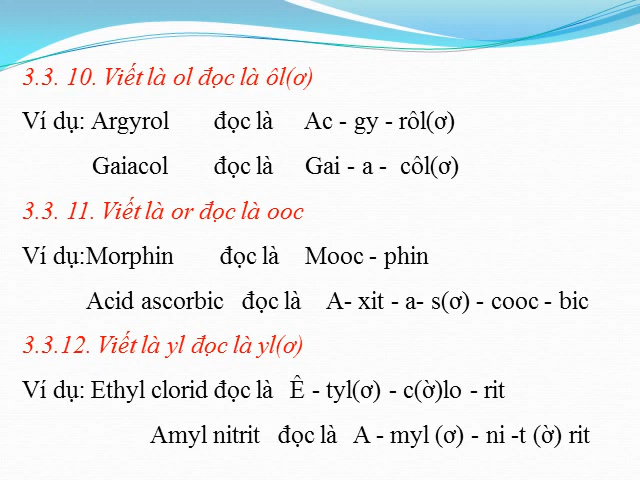 3.3. 10. Viết là ol đọc là ôl(ơ)
Ví dụ: Argyrol đọc là Ac - gy - rôl(ơ)
Gaiacol đọc là Gai - a - côl(ơ)
3.3. 11. Viết là or đọc là ooc
Ví dụ:Morphin đọc là Mooc - phin
Acid ascorbic đọc là A- xit - a- s(ơ) - cooc - bic
3.3.12. Viết là yl đọc là yl(ơ)
Ví dụ: Ethyl clorid đọc là Ê - tyl(ơ) - c(ờ)lo - rit
Amyl nitrit đọc là A - myl (ơ) - ni -t (ờ) rit